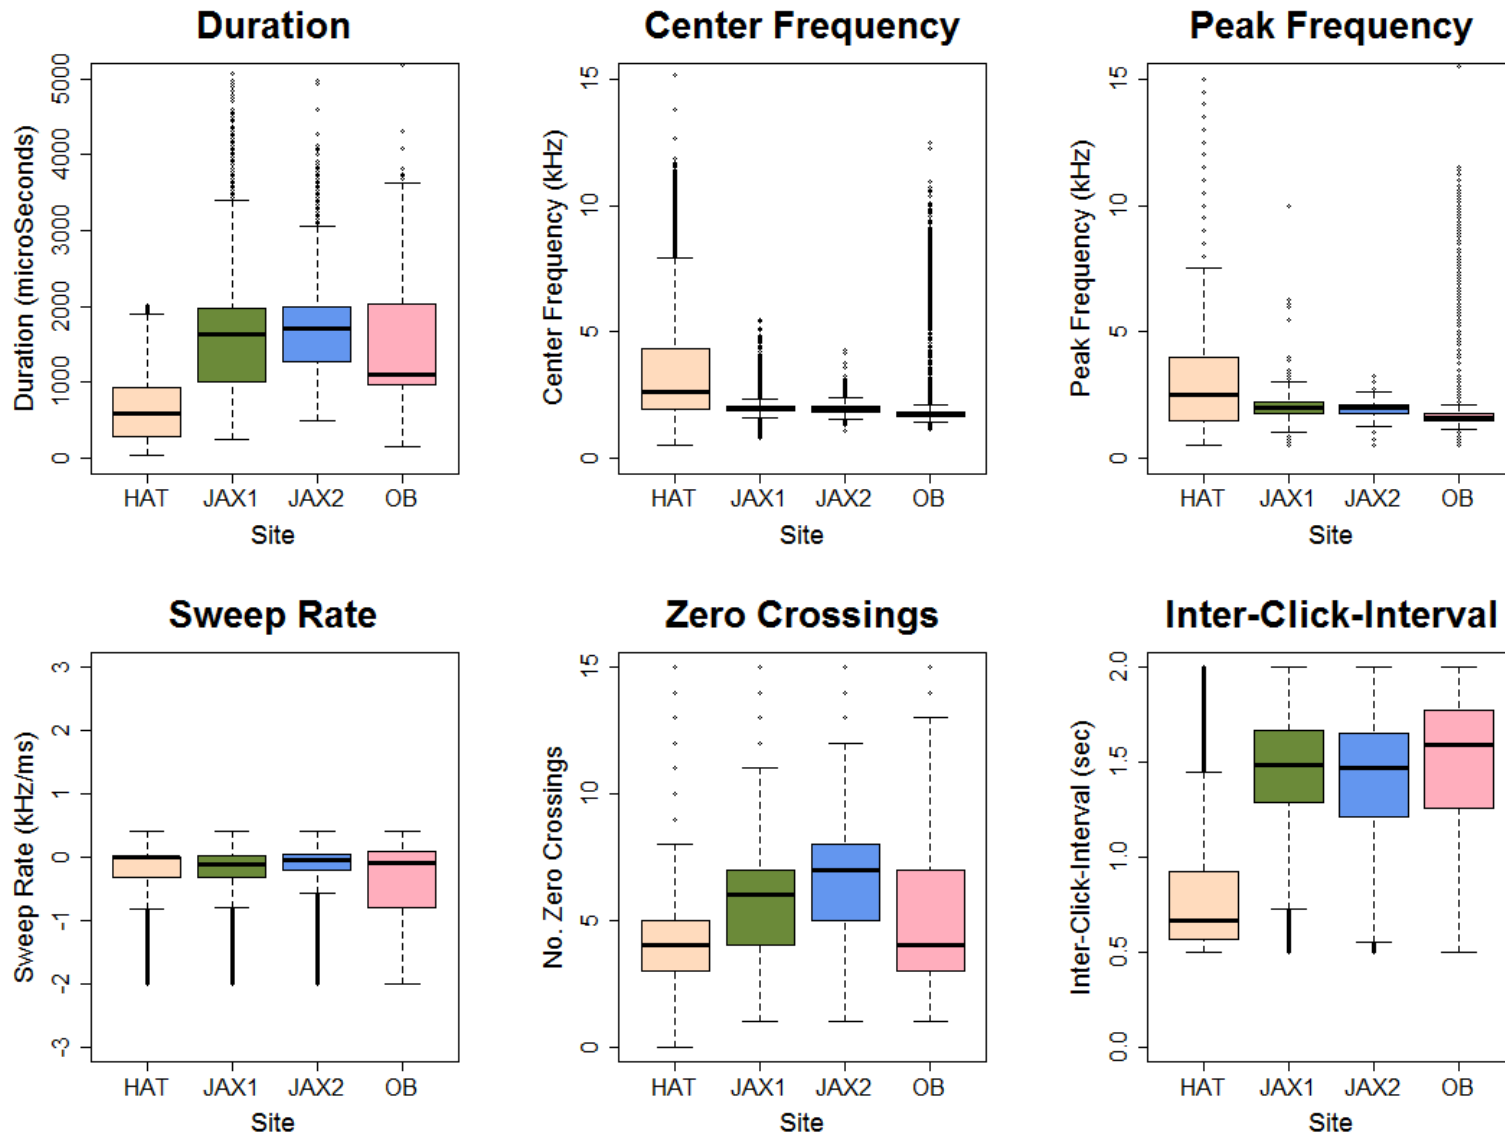 Duration
Duration (microSeconds)
5000
4000
3000
2000
1000
0
HAT JAX1 JAX2 OB
Site
Center Frequency
Center Frequency (kHz)
15
10
5
0
HAT JAX1 JAX2 OB
Site
Peak Frequency
Peak Frequency (kHz)
15
10
5
0
HAT JAX1 JAX2 OB
Site
Sweep Rate
Sweep Rate (kHz/ms)
3
2
1
0
-1
-2
-3
HAT JAX1 JAX2 OB
Site
Zero Crossings
No. Zero Crossings
15
10
5
0
HAT JAX1 JAX2 OB
Site
Inter-Click-Interval
Inter-Click-Interval (sec)
2.0
1.5
1.0
0.5
0.0
HAT JAX1 JAX2 OB
Site